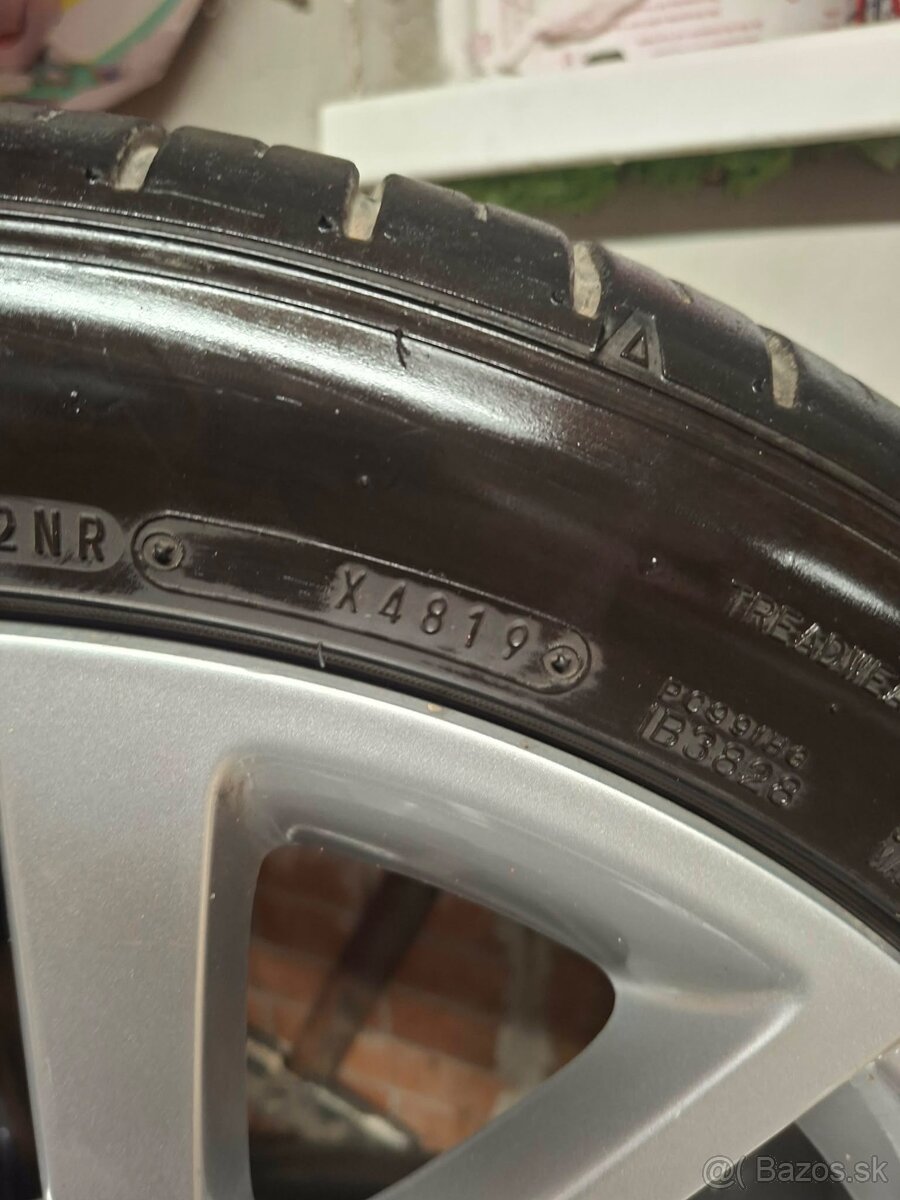 2NR
X4819
TREADWEA
B3828
@( Bazos.sk